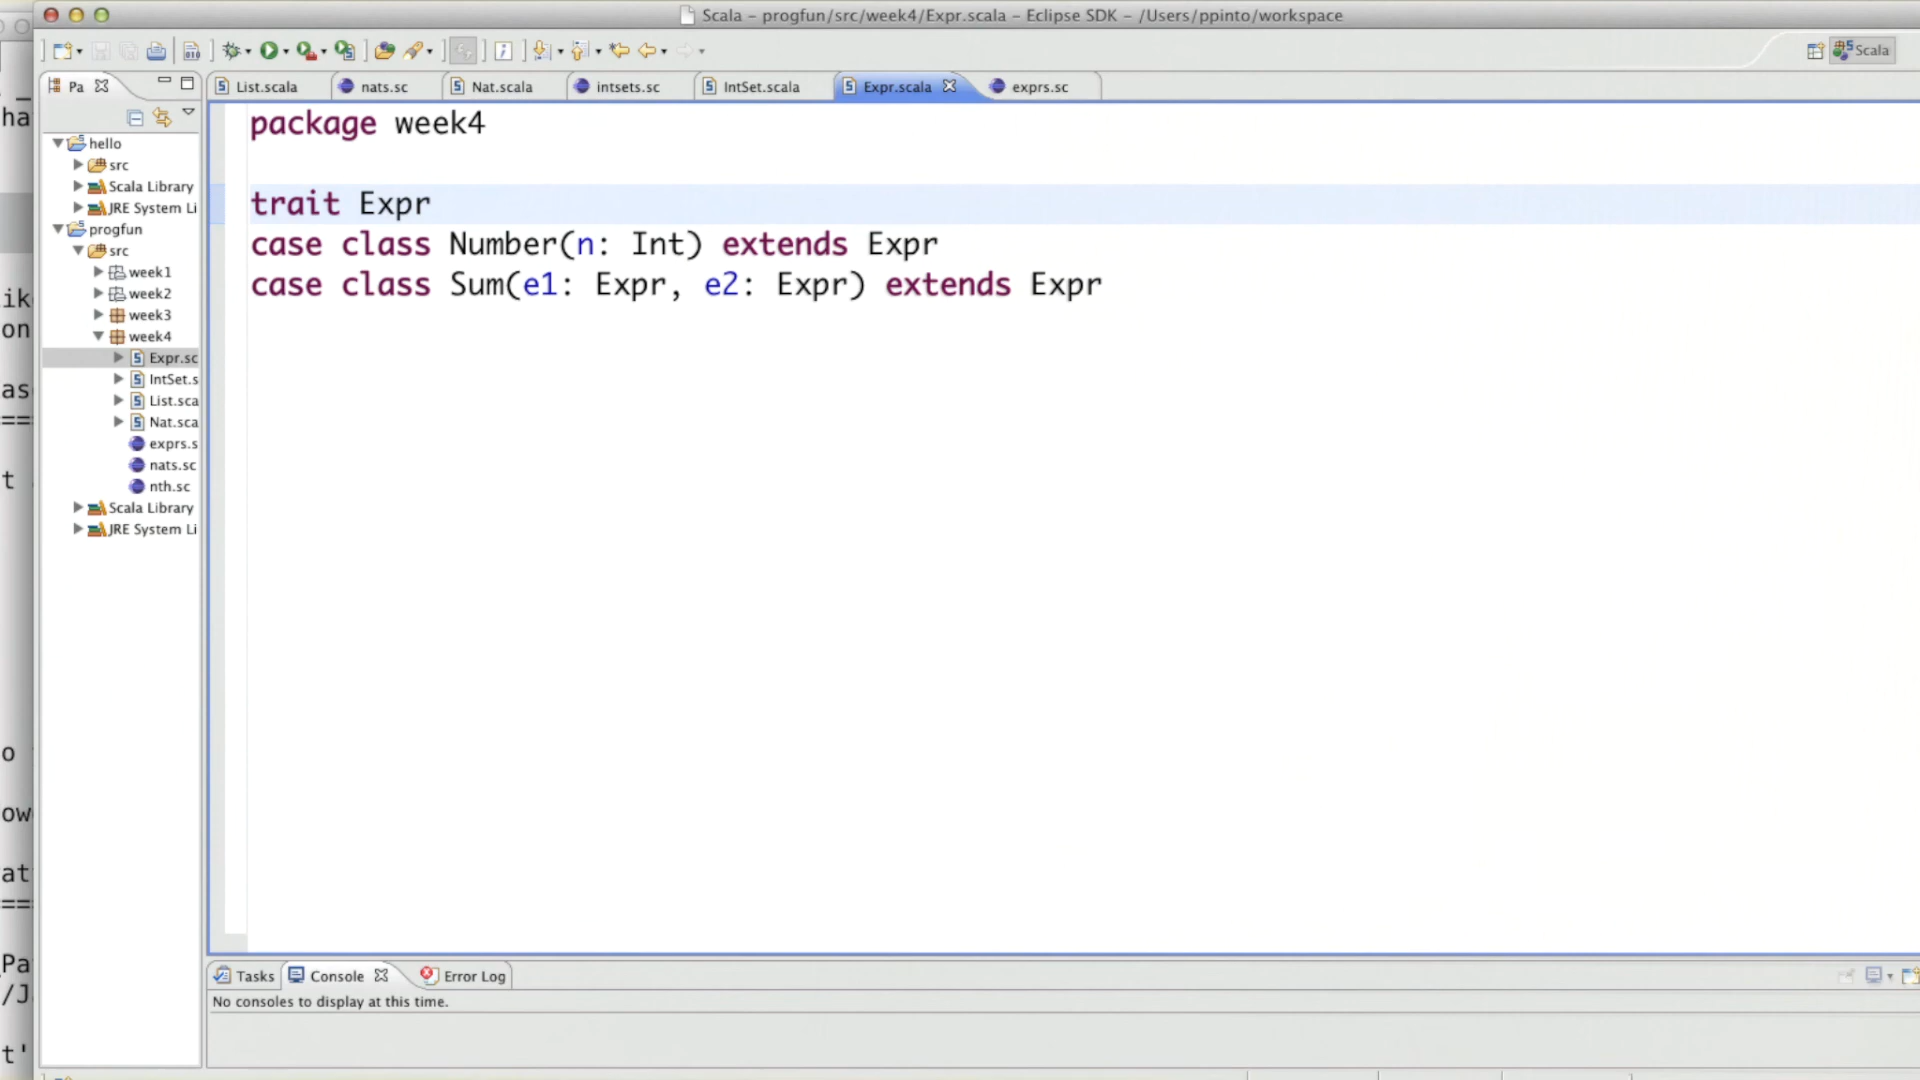 Scala – progfun/src/week4/Expr.scala – Eclipse SDK – /Users/ppinto/workspace
Scala
Pa
List.scala
nats.sc
Nat.scala
intsets.sc
IntSet.scala
Expr.scala
exprs.sc
hello
src
Scala Library
JRE System Li
progfun
src
week1
week2
week3
week4
Expr.sc
IntSet.s
List.sca
Nat.sca
exprs.s
nats.sc
nth.sc
Scala Library
JRE System Li
package week4
trait Expr
case class Number(n: Int) extends Expr
case class Sum(e1: Expr, e2: Expr) extends Expr
Tasks
Console
Error Log
No consoles to display at this time.